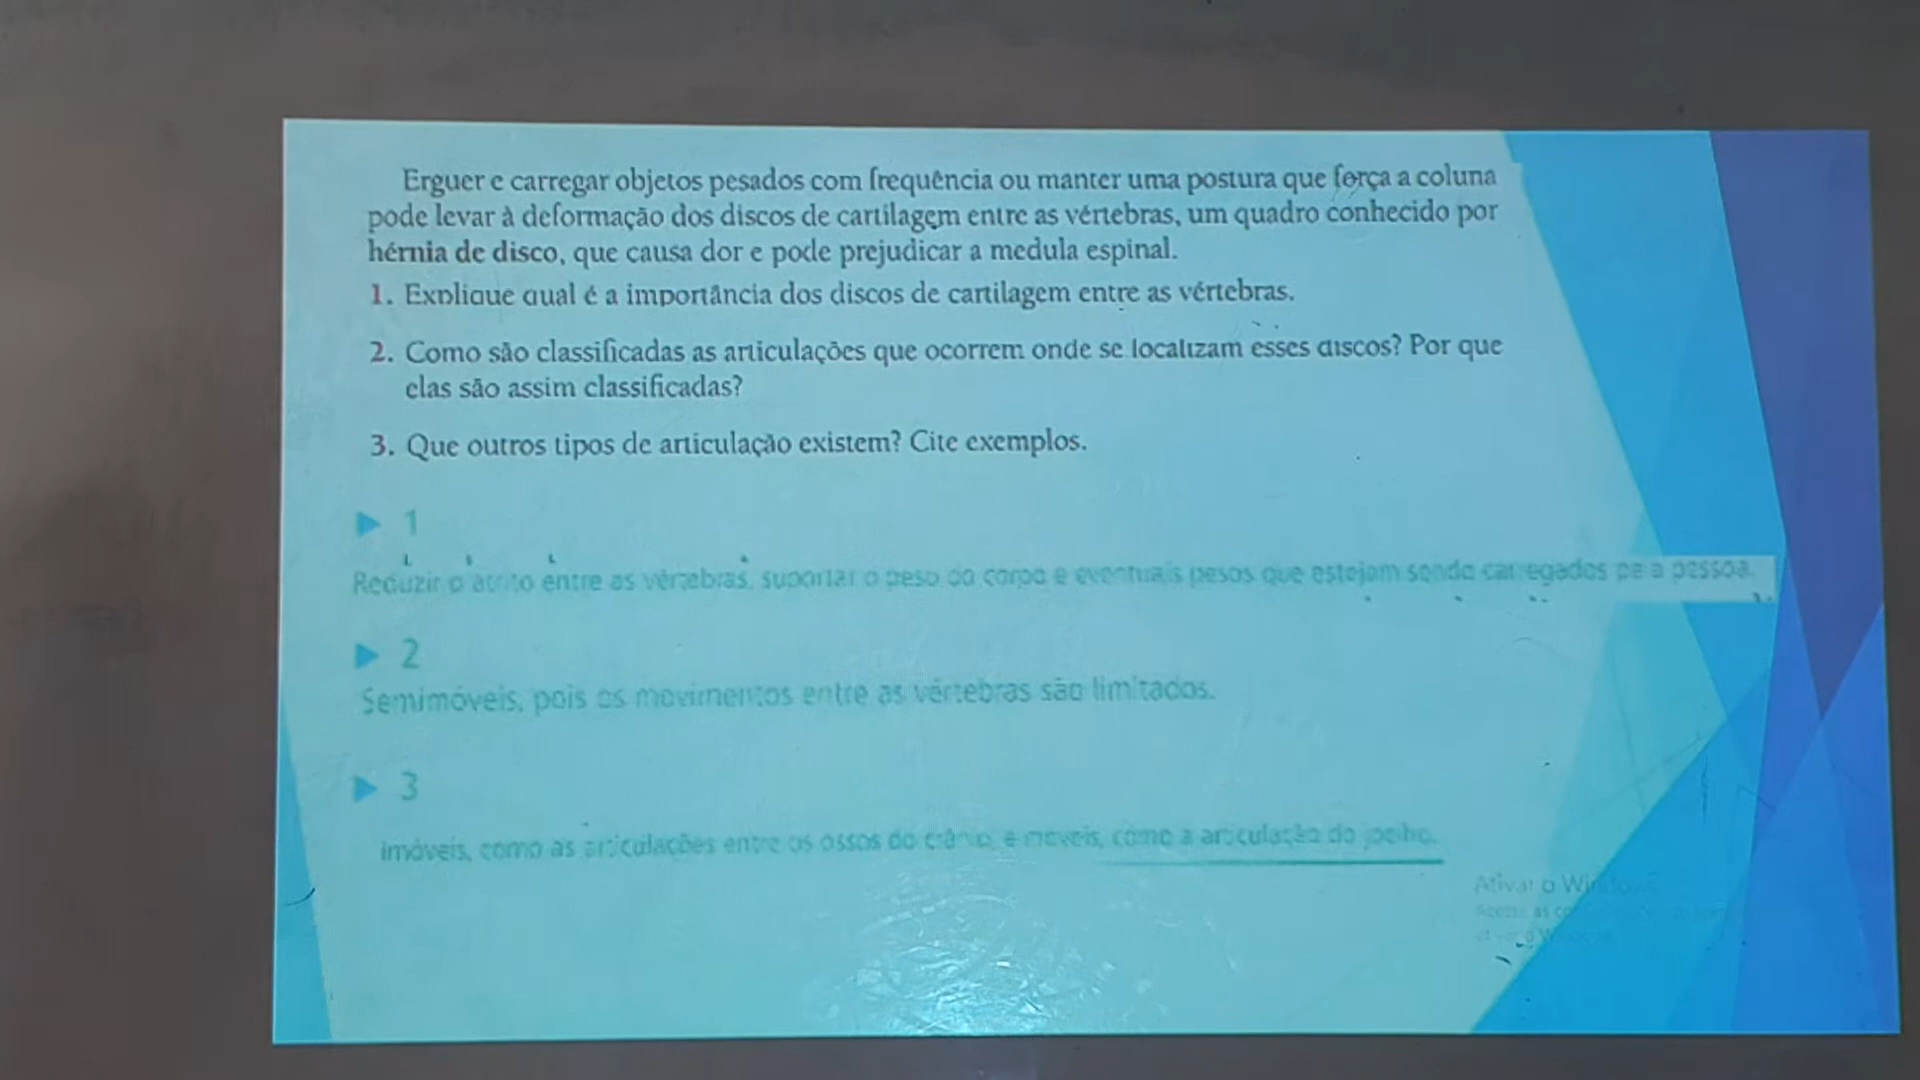 Erguer e carregar objetos pesados com frequência ou manter uma postura que força a coluna
pode levar à deformação dos discos de cartilagem entre as vértebras, um quadro conhecido por
hérnia de disco, que causa dor e pode prejudicar a medula espinal.
1. Explique qual é a importância dos discos de cartilagem entre as vértebras.
2. Como são classificadas as articulações que ocorrem onde se localizam esses discos? Por que
elas são assim classificadas?
3. Que outros tipos de articulação existem? Cite exemplos.
1
Reduzir o atrito entre as vértebras, suportar o peso do corpo e eventuais pesos que estejam sendo carregados pela pessoa.
2
Semimóveis, pois os movimentos entre as vértebras são limitados.
3
Imóveis, como as articulações entre os ossos do crânio, e móveis, como a articulação do joelho.
Ativar o Windows